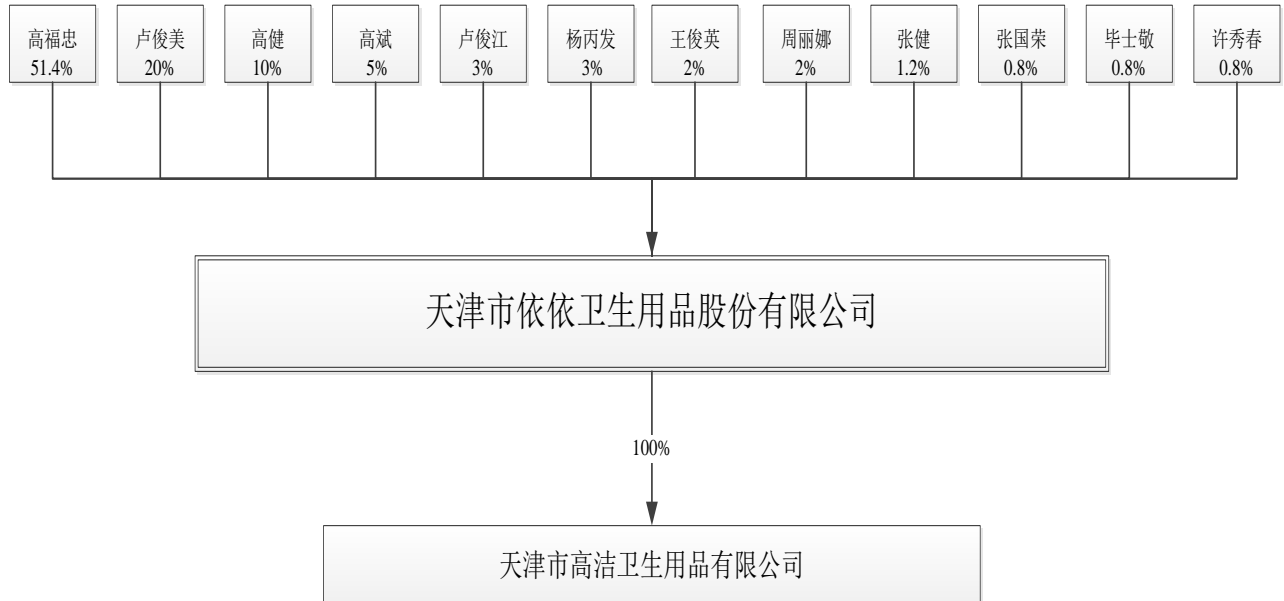 高福忠
51.4%
卢俊美
20%
高健
10%
高斌
5%
卢俊江
3%
杨丙发
3%
王俊英
2%
周丽娜
2%
张健
1.2%
张国荣
0.8%
毕士敬
0.8%
许秀春
0.8%
天津市依依卫生用品股份有限公司
100%
天津市高洁卫生用品有限公司